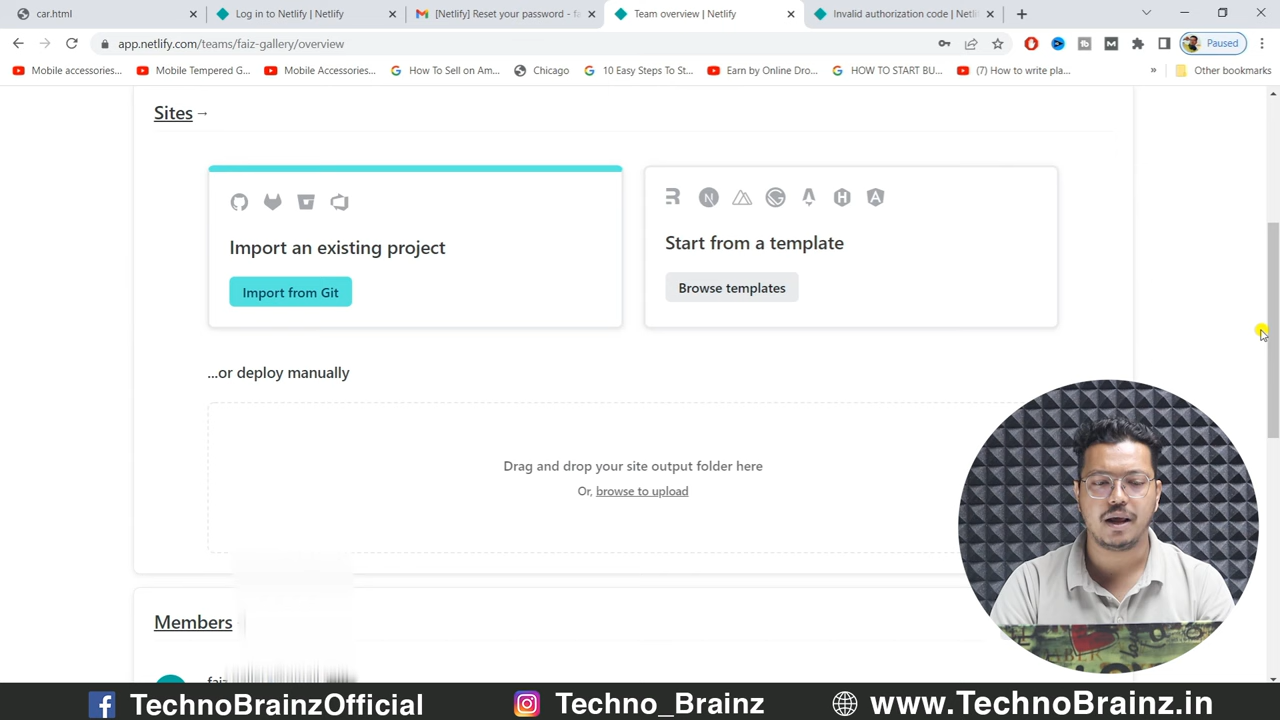 car.html
Log in to Netlify | Netlify
[Netlify] Reset your password - fa
Team overview | Netlify
Invalid authorization code | Netli
app.netlify.com/teams/faiz-gallery/overview
Paused
Mobile accessories...
Mobile Tempered G...
Mobile Accessories...
How To Sell on Am...
Chicago
10 Easy Steps To St...
Earn by Online Dro...
HOW TO START BU...
(7) How to write pla...
»
Other bookmarks
Sites →
Import an existing project
Import from Git
Start from a template
Browse templates
...or deploy manually
Drag and drop your site output folder here
Or, browse to upload
Members
TechnoBrainzOfficial
Techno_Brainz
www.TechnoBrainz.in